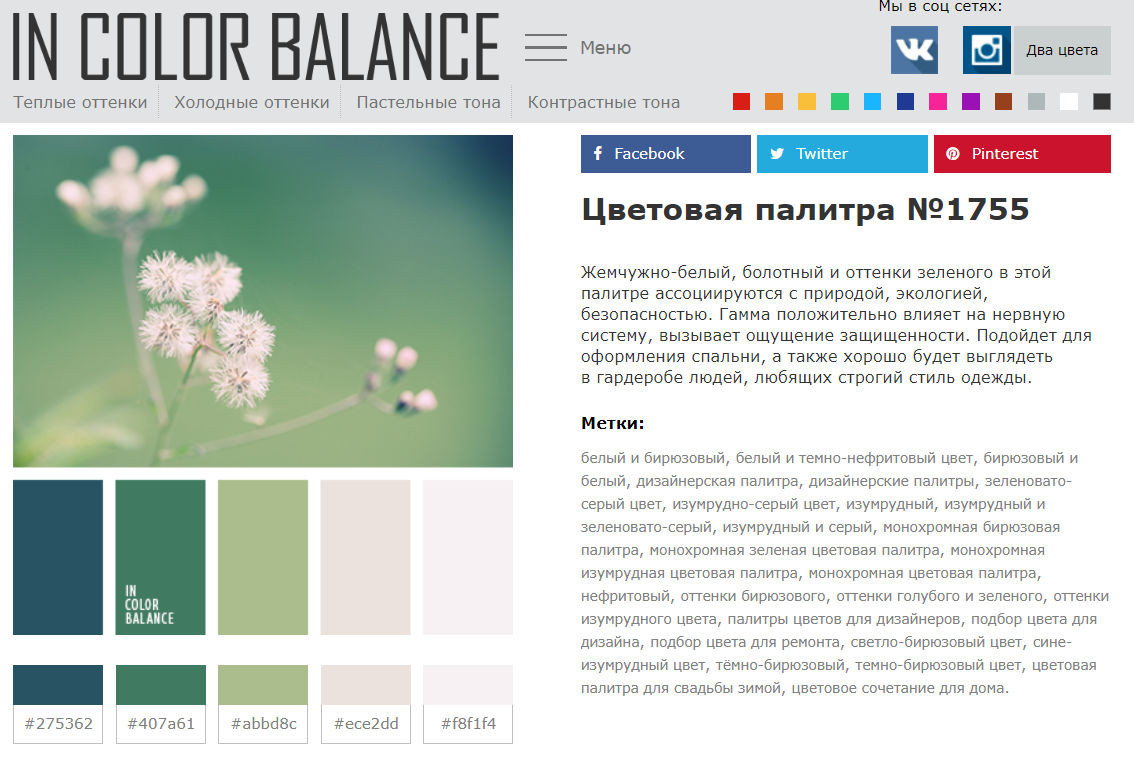 Мы в соц сетях:
IN COLOR BALANCE
Меню
Два цвета
Теплые оттенки
Холодные оттенки
Пастельные тона
Контрастные тона
Facebook
Twitter
Pinterest
Цветовая палитра №1755
Жемчужно-белый, болотный и оттенки зеленого в этой
палитре ассоциируются с природой, экологией,
безопасностью. Гамма положительно влияет на нервную
систему, вызывает ощущение защищенности. Подойдет для
оформления спальни, а также хорошо будет выглядеть
в гардеробе людей, любящих строгий стиль одежды.
Метки:
белый и бирюзовый, белый и темно-нефритовый цвет, бирюзовый и
белый, дизайнерская палитра, дизайнерские палитры, зеленовато-
серый цвет, изумрудно-серый цвет, изумрудный, изумрудный и
зеленовато-серый, изумрудный и серый, монохромная бирюзовая
палитра, монохромная зеленая цветовая палитра, монохромная
изумрудная цветовая палитра, монохромная цветовая палитра,
нефритовый, оттенки бирюзового, оттенки голубого и зеленого, оттенки
изумрудного цвета, палитры цветов для дизайнеров, подбор цвета для
дизайна, подбор цвета для ремонта, светло-бирюзовый цвет, сине-
изумрудный цвет, тёмно-бирюзовый, темно-бирюзовый цвет, цветовая
палитра для свадьбы зимой, цветовое сочетание для дома.
IN
COLOR
BALANCE
#275362
#407a61
#abbd8c
#ece2dd
#f8f1f4